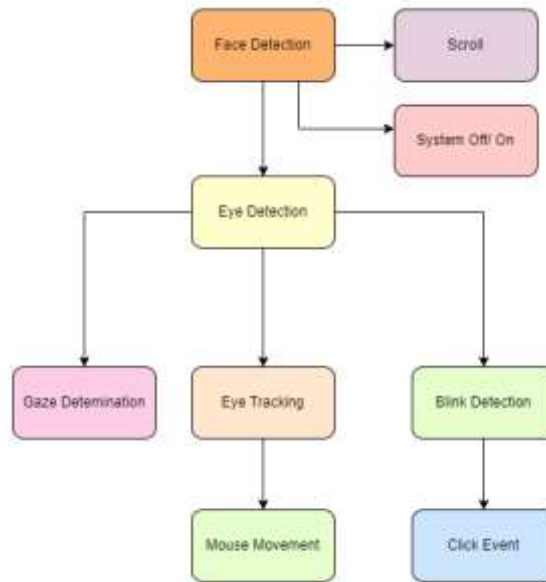 Face Detection
Scroll
System Off/ On
Eye Detection
Gaze Detemination
Eye Tracking
Blink Detection
Mouse Movement
Click Event